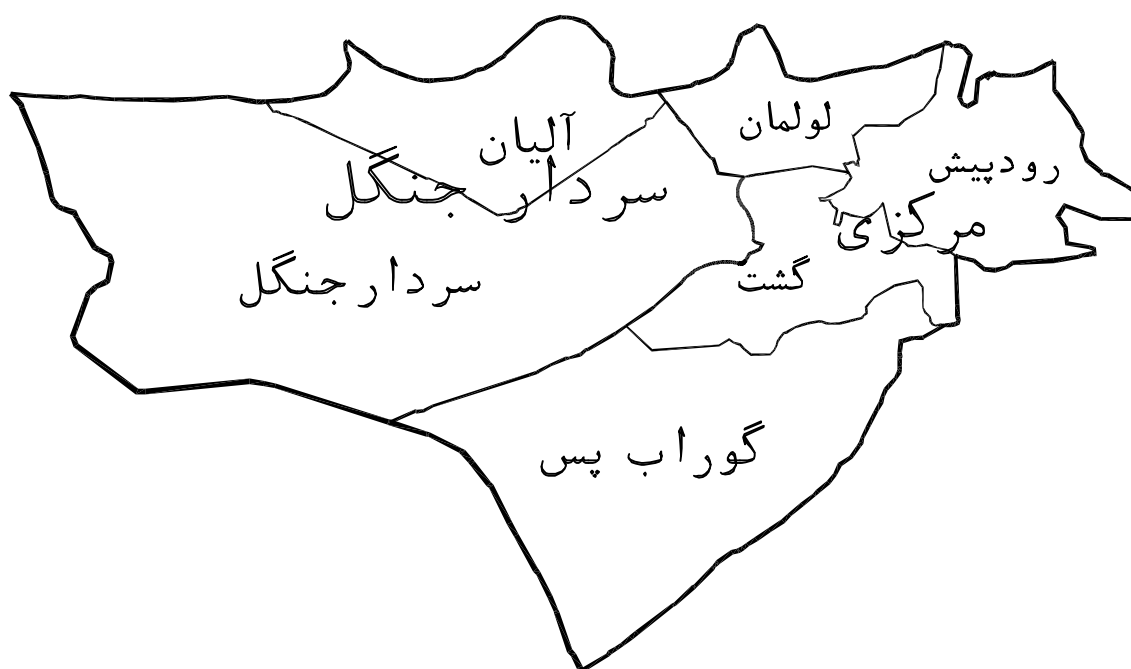 لولمان
آلیان
رودپیش
سردار جنگل
مرکزی
گشت
سردار جنگل
گوراب پس